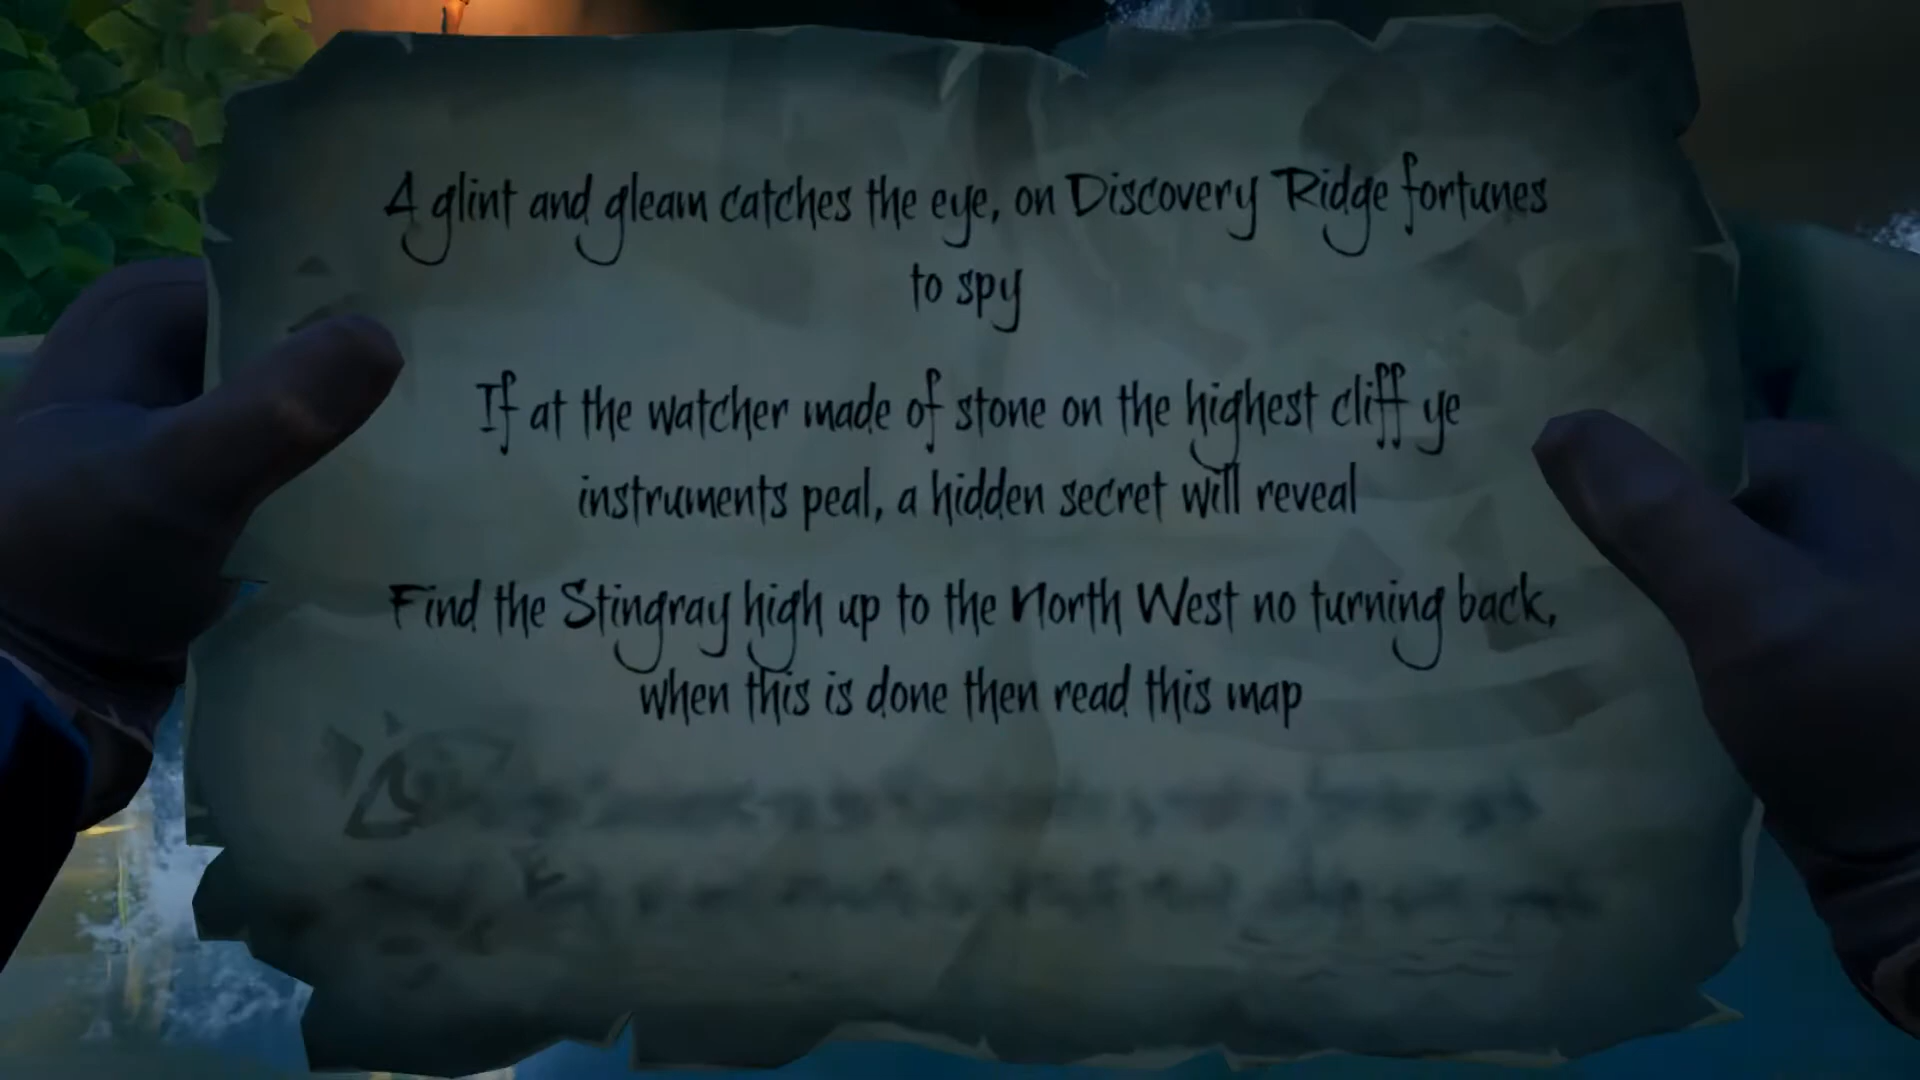 A glint and gleam catches the eye, on Discovery Ridge fortunes
to spy
If at the watcher made of stone on the highest cliff ye
instruments peal, a hidden secret will reveal
Find the Stingray high up to the North West no turning back,
when this is done then read this map